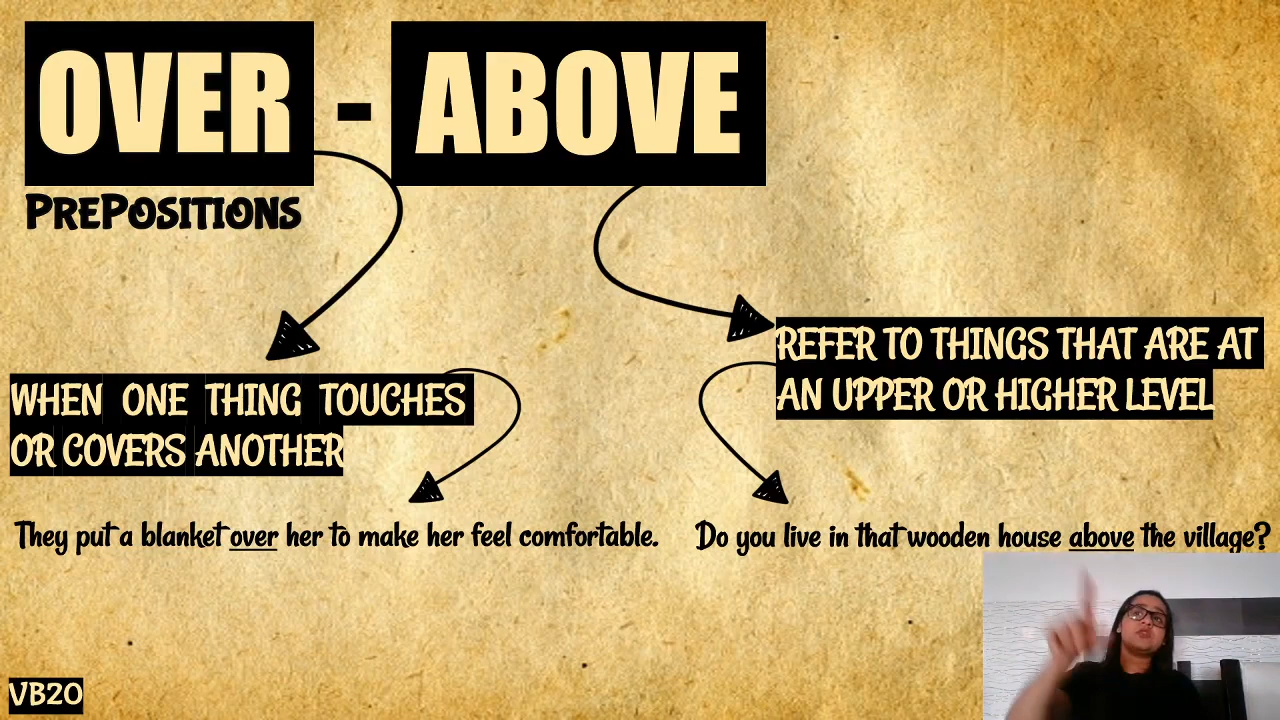 OVER - ABOVE
PREPOSITIONS
WHEN ONE THING TOUCHES
OR COVERS ANOTHER
REFER TO THINGS THAT ARE AT
AN UPPER OR HIGHER LEVEL
They put a blanket over her to make her feel comfortable.
Do you live in that wooden house above the village?
VB20